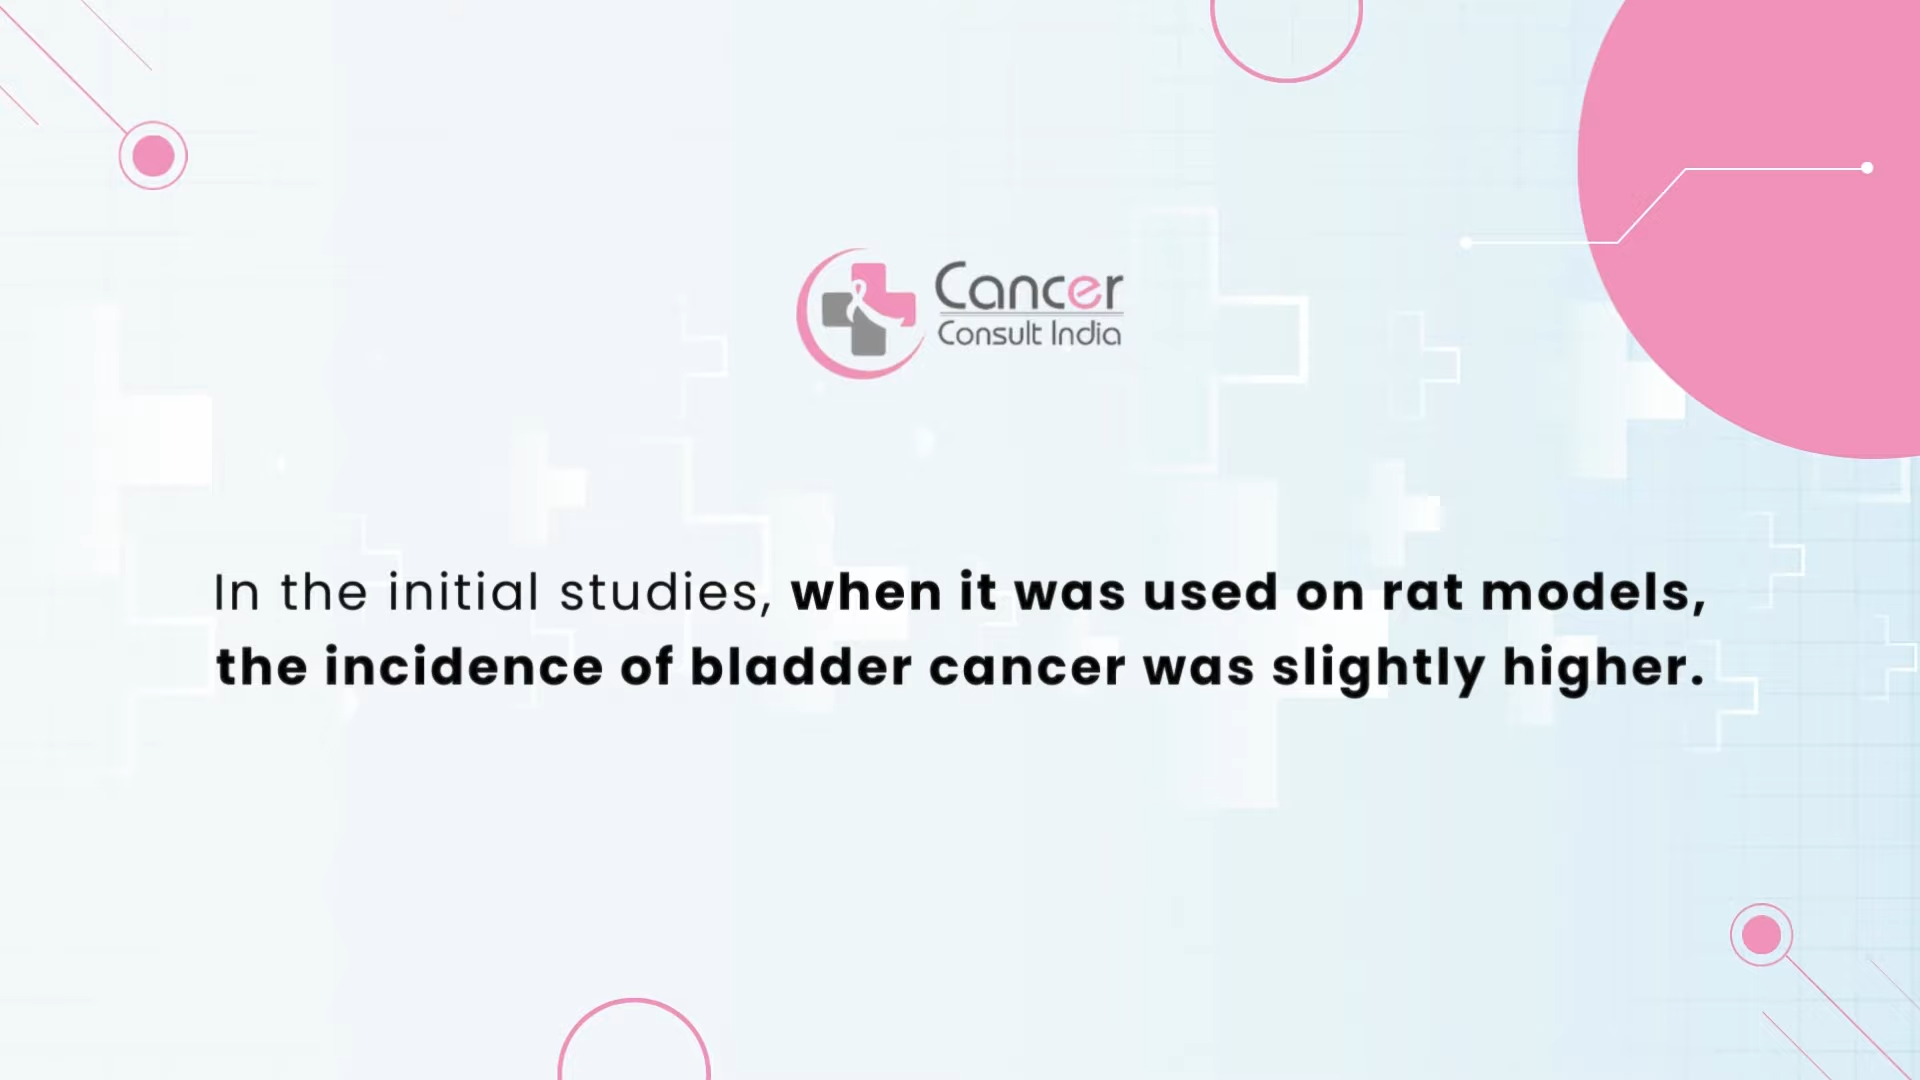 Cancer
Consult India
In the initial studies, when it was used on rat models,
the incidence of bladder cancer was slightly higher.